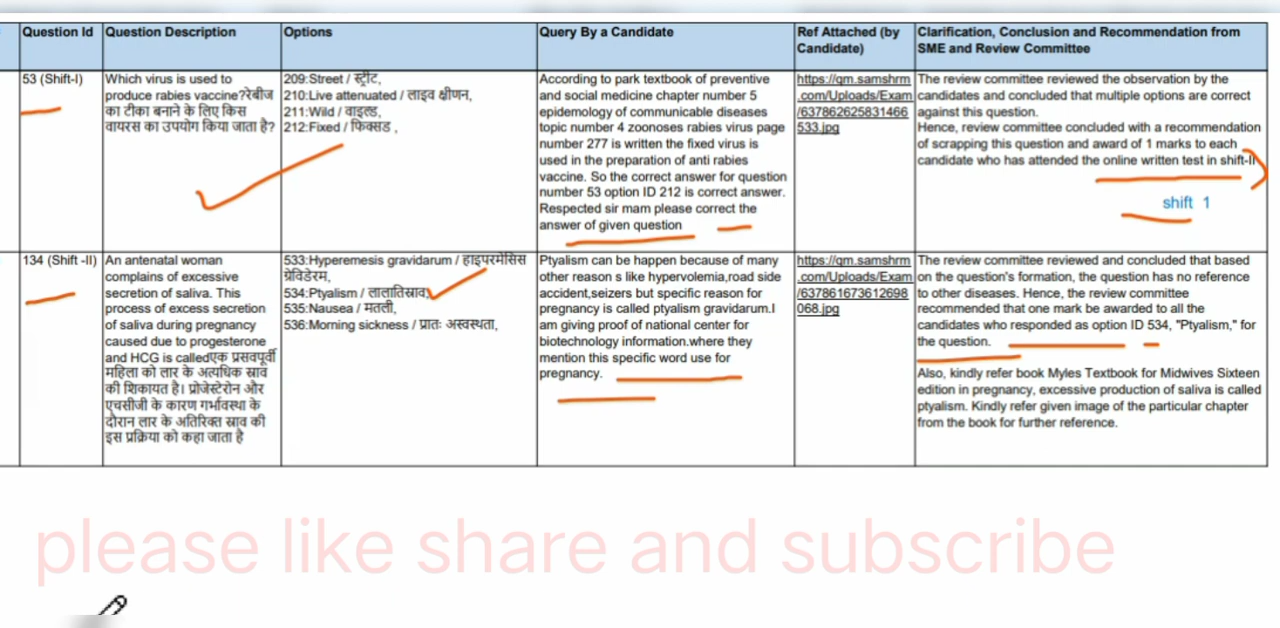 Question Id
Question Description
Options
Query By a Candidate
Ref Attached (by
Candidate)
Clarification, Conclusion and Recommendation from
SME and Review Committee
53 (Shift-I)
Which virus is used to
produce rabies vaccine?रेबीज
का टीका बनाने के लिए किस
वायरस का उपयोग किया जाता है?
209:Street / स्ट्रीट,
210:Live attenuated / लाइव क्षीणन,
211:Wild / वाइल्ड,
212:Fixed / फिक्सड ,
According to park textbook of preventive
and social medicine chapter number 5
epidemology of communicable diseases
topic number 4 zoonoses rabies virus page
number 277 is written the fixed virus is
used in the preparation of anti rabies
vaccine. So the correct answer for question
number 53 option ID 212 is correct answer.
Respected sir mam please correct the
answer of given question
https://qm.samshrm
.com/Uploads/Exam
/637862625831466
533.jpg
The review committee reviewed the observation by the
candidates and concluded that multiple options are correct
against this question.
Hence, review committee concluded with a recommendation
of scrapping this question and award of 1 marks to each
candidate who has attended the online written test in shift-II
shift 1
134 (Shift -II)
An antenatal woman
complains of excessive
secretion of saliva. This
process of excess secretion
of saliva during pregnancy
caused due to progesterone
and HCG is calledएक प्रसवपूर्व
महिला को लार के अत्यधिक स्राव
की शिकायत है। प्रोजेस्टेरोन और
एचसीजी के कारण गर्भावस्था के
दौरान लार के अतिरिक्त स्राव की
इस प्रक्रिया को कहा जाता है
533:Hyperemesis gravidarum / हाइपरमेसिस
ग्रेविडेरम,
534:Ptyalism / लालातिस्राव,
535:Nausea / मतली,
536:Morning sickness / प्रातः अस्वस्थता,
Ptyalism can be happen because of many
other reason s like hypervolemia,road side
accident,seizers but specific reason for
pregnancy is called ptyalism gravidarum.I
am giving proof of national center for
biotechnology information.where they
mention this specific word use for
pregnancy.
https://qm.samshrm
.com/Uploads/Exam
/637861673612698
068.jpg
The review committee reviewed and concluded that based
on the question's formation, the question has no reference
to other diseases. Hence, the review committee
recommended that one mark be awarded to all the
candidates who responded as option ID 534, "Ptyalism," for
the question.
Also, kindly refer book Myles Textbook for Midwives Sixteen
edition in pregnancy, excessive production of saliva is called
ptyalism. Kindly refer given image of the particular chapter
from the book for further reference.
please like share and subscribe